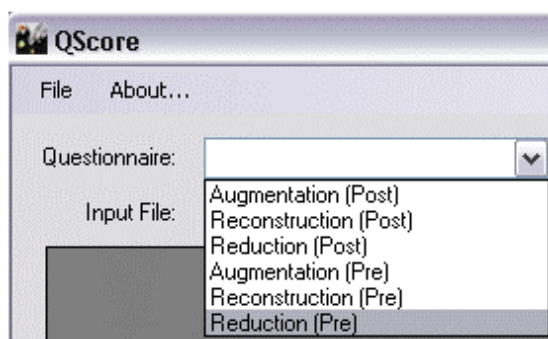 QScore
File About...
Questionnaire:
Augmentation (Post)
Input File:
Reconstruction (Post)
Reduction (Post)
Augmentation (Pre)
Reconstruction (Pre)
Reduction (Pre)